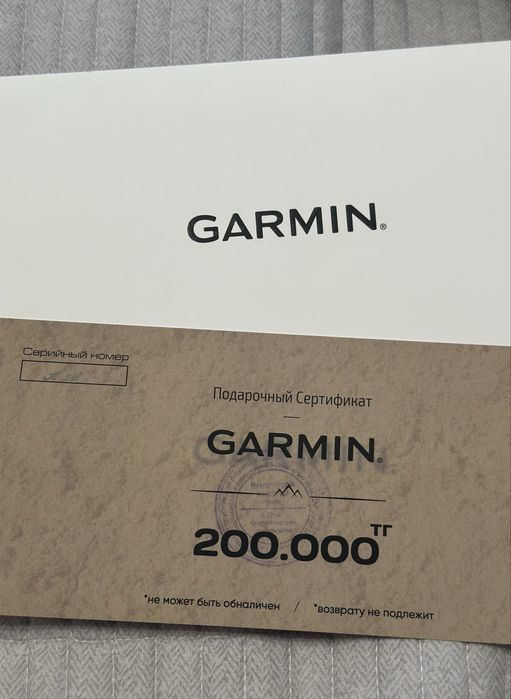 GARMIN®
Серийный номер
Подарочный Сертификат
GARMIN®
200.000 ТГ
*не может быть обналичен / *возврату не подлежит